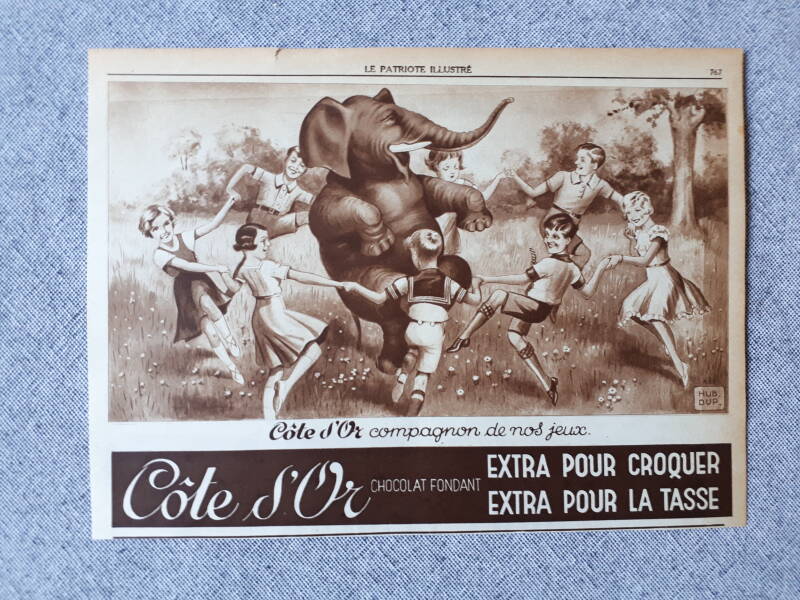 LE PATRIOTE ILLUSTRÉ 767
HUB.
DUP.
Côte d'Or compagnon de nos jeux.
Côte d'Or CHOCOLAT FONDANT EXTRA POUR CROQUER
EXTRA POUR LA TASSE